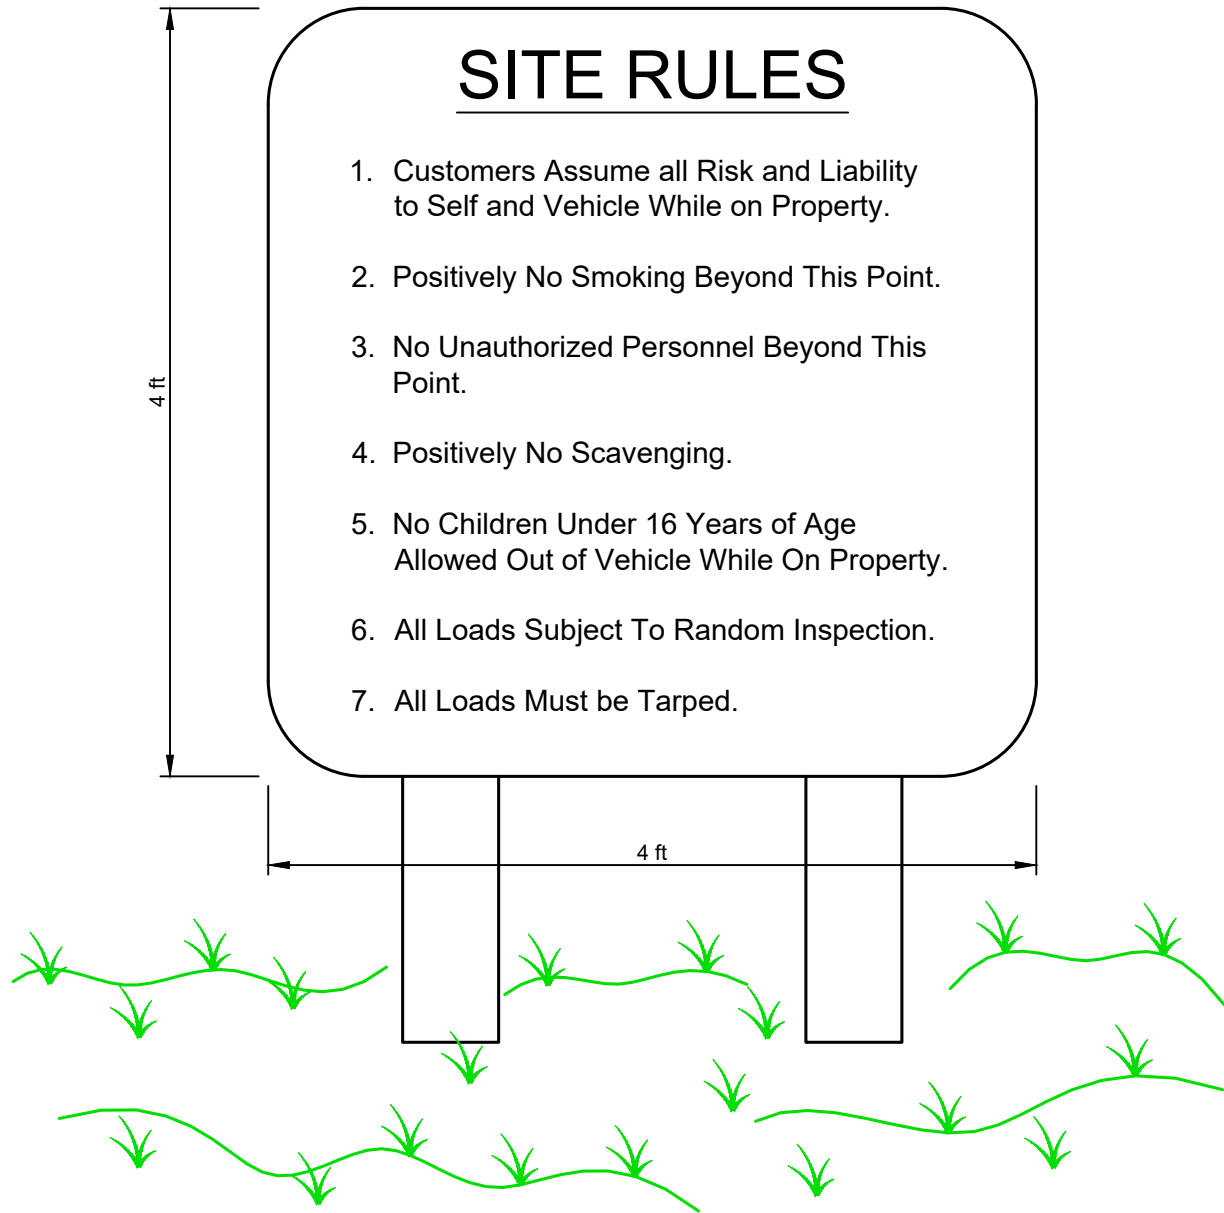 SITE RULES
1. Customers Assume all Risk and Liability
to Self and Vehicle While on Property.
2. Positively No Smoking Beyond This Point.
3. No Unauthorized Personnel Beyond This
Point.
4. Positively No Scavenging.
5. No Children Under 16 Years of Age
Allowed Out of Vehicle While On Property.
6. All Loads Subject To Random Inspection.
7. All Loads Must be Tarped.
4 ft
4 ft